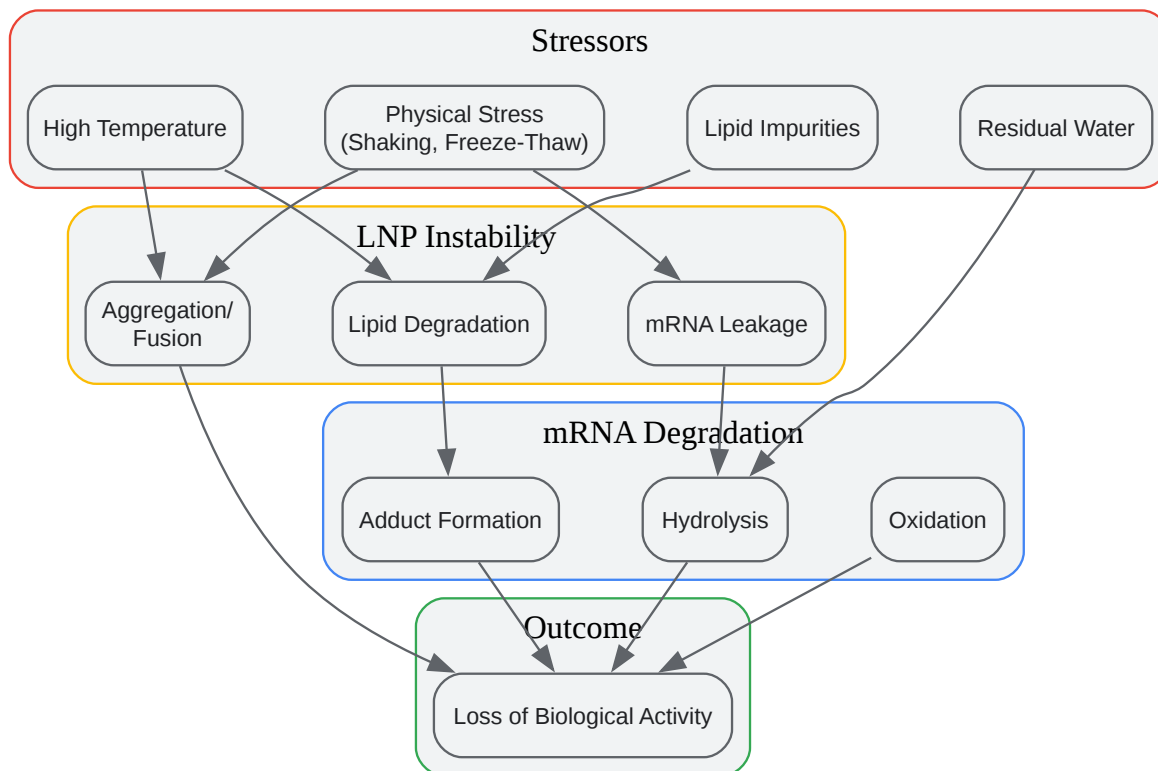 Stressors
High Temperature
Physical Stress
(Shaking, Freeze-Thaw)
Lipid Impurities
Residual Water
LNP Instability
Aggregation/
Fusion
Lipid Degradation
mRNA Leakage
mRNA Degradation
Adduct Formation
Hydrolysis
Oxidation
Outcome
Loss of Biological Activity